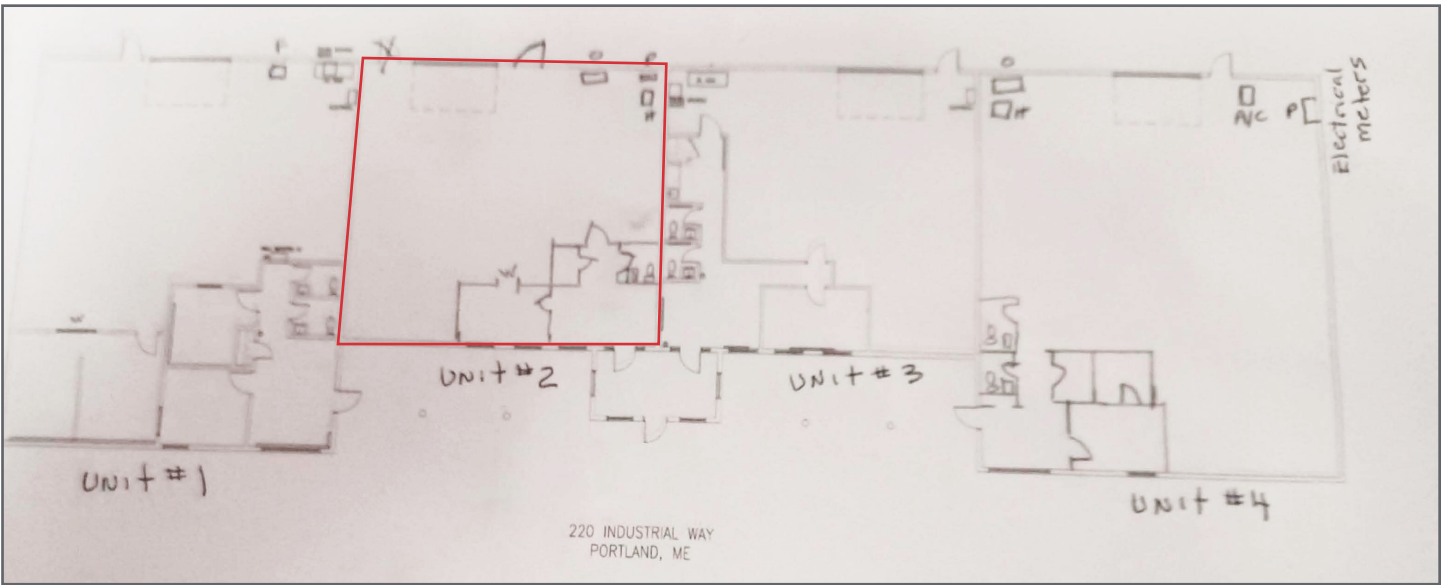 Electrical
meters
O
P
O
H
H
A/C
P
W
W
UNit #2
UNit #3
UNit #1
UNit #4
220 INDUSTRIAL WAY
PORTLAND, ME